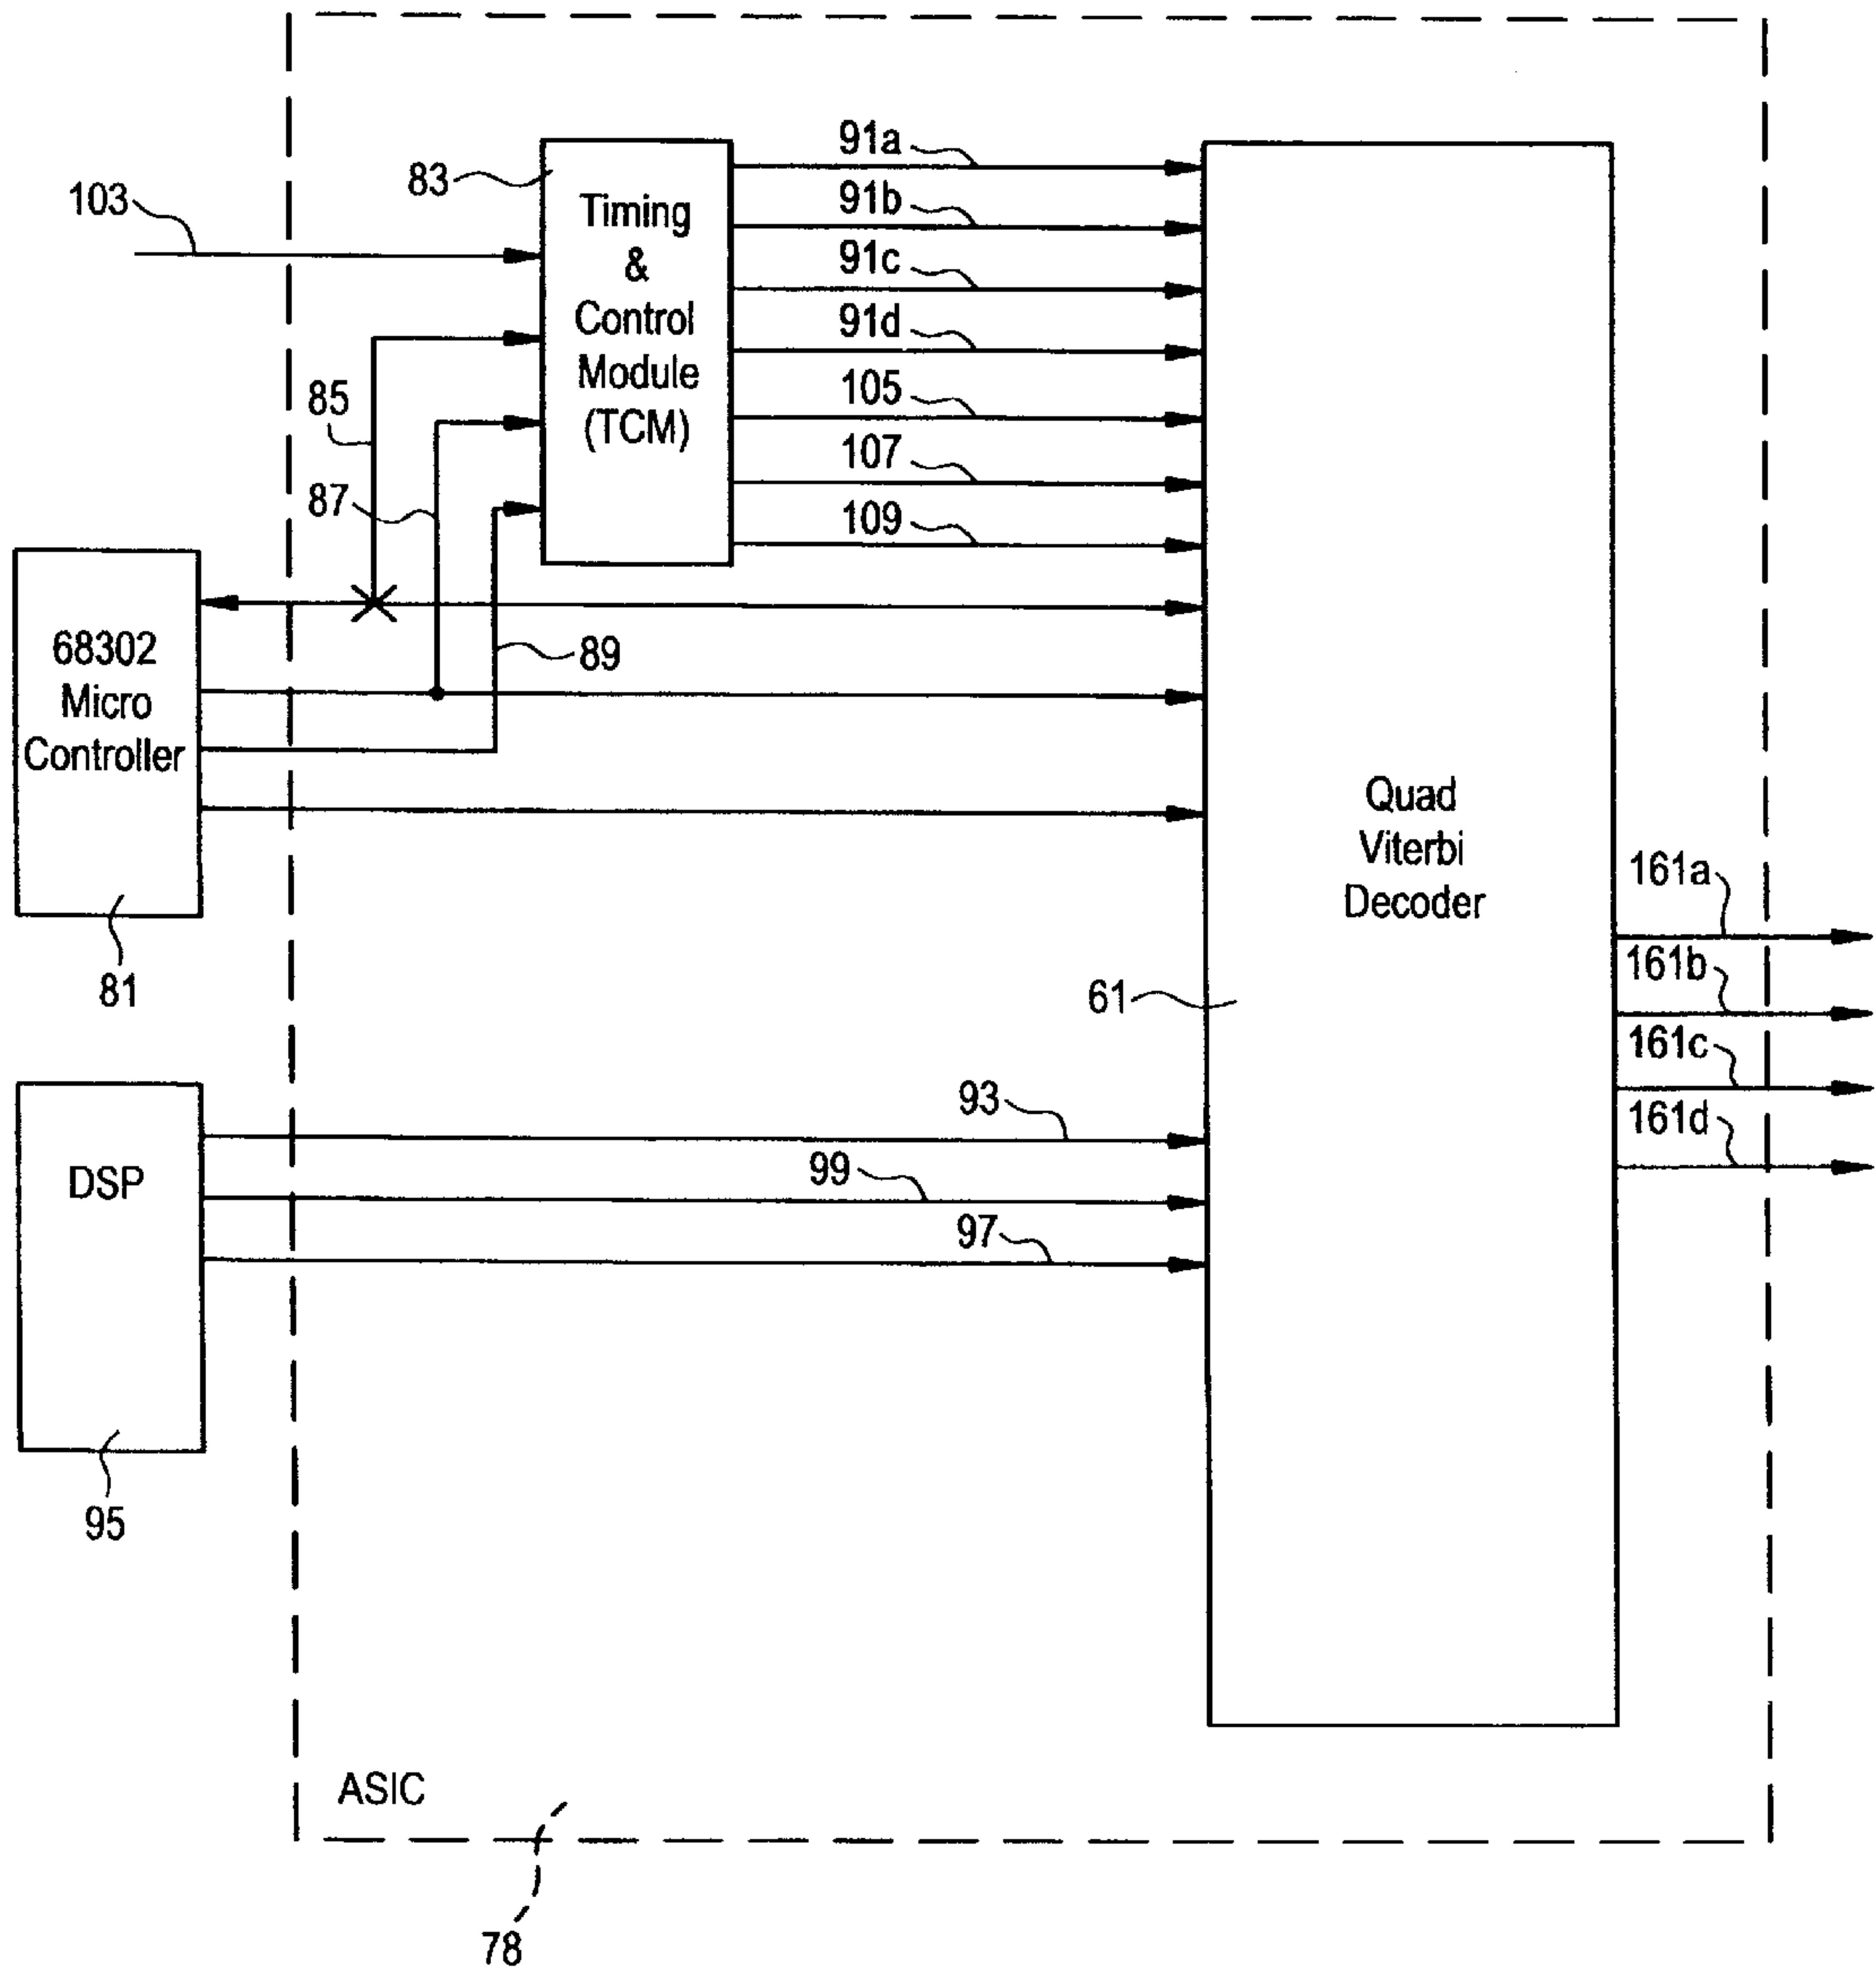 91a
83
Timing
&
Control
Module
(TCM)
103
91b
91c
91d
85
105
107
87
109
68302
Micro
Controller
89
81
Quad
Viterbi
Decoder
161a
161b
61
161c
93
161d
DSP
99
97
95
ASIC
78